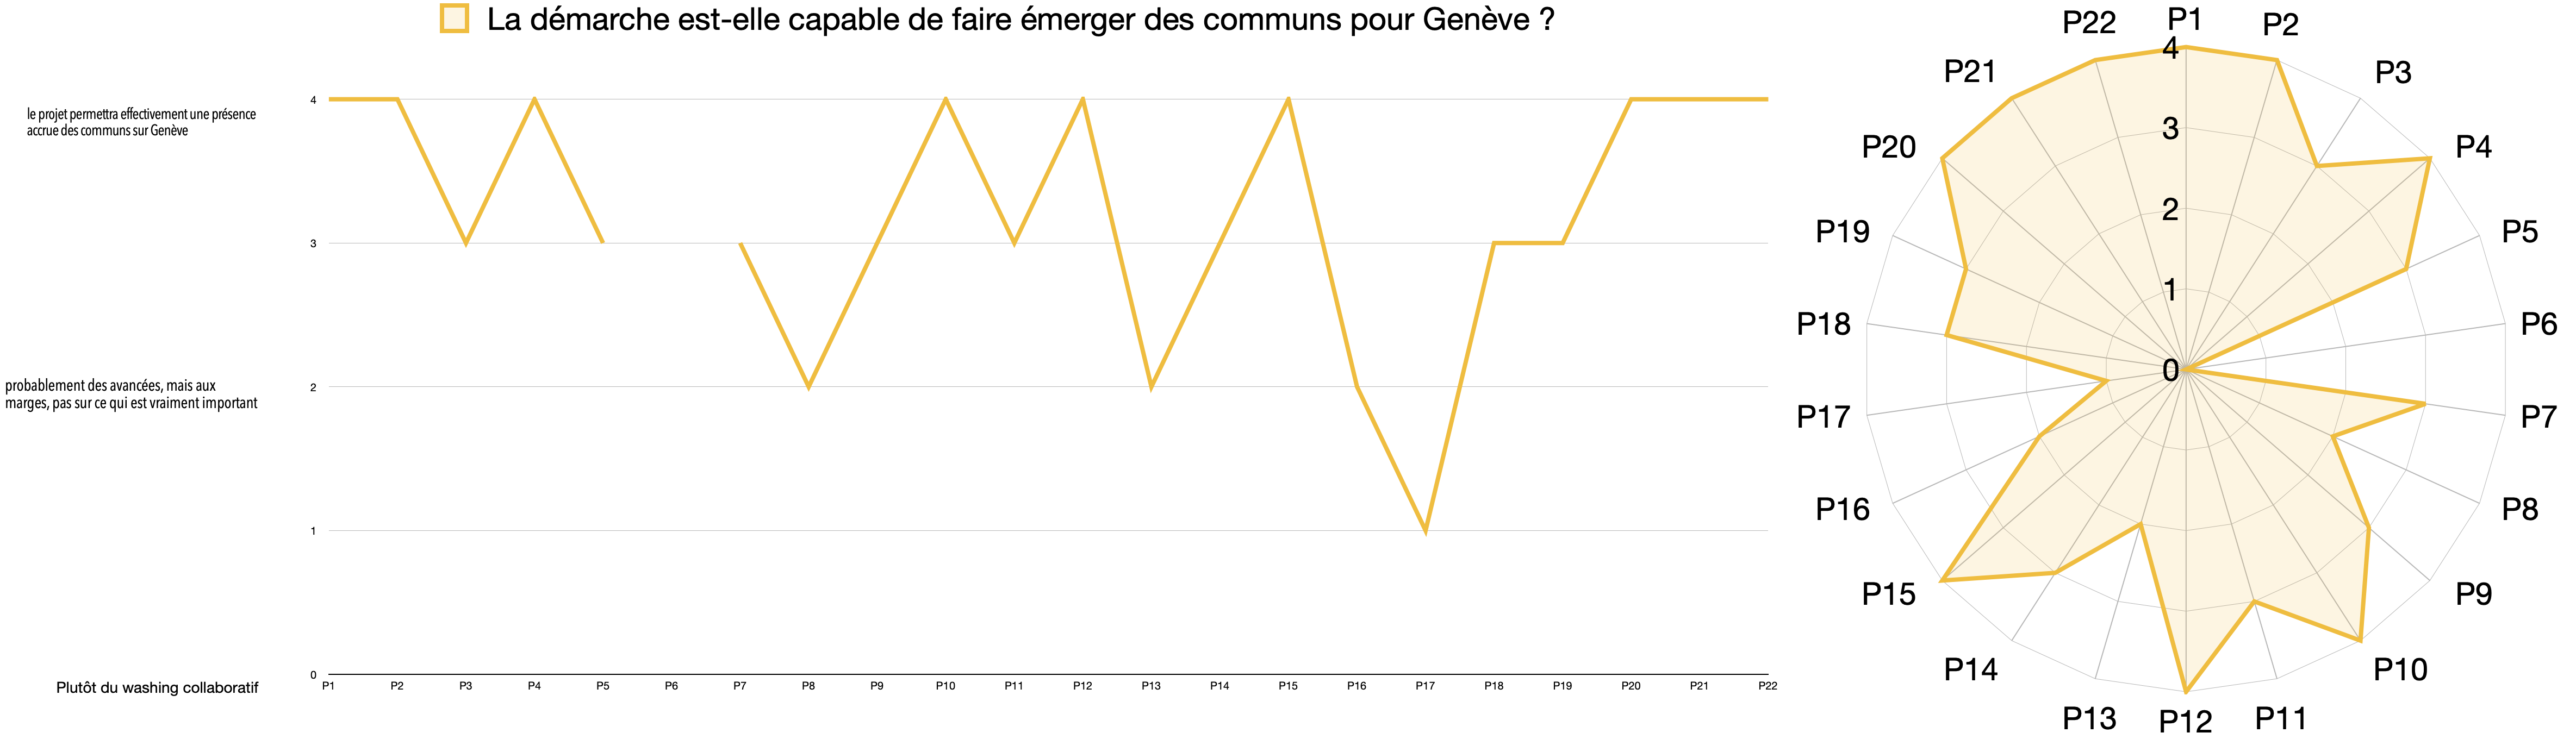 La démarche est-elle capable de faire émerger des communs pour Genève ?
le projet permettra effectivement une présence
accrue des communs sur Genève
probablement des avancées, mais aux
marges, pas sur ce qui est vraiment important
Plutôt du washing collaboratif
4
3
2
1
0
P1 P2 P3 P4 P5 P6 P7 P8 P9 P10 P11 P12 P13 P14 P15 P16 P17 P18 P19 P20 P21 P22
P1
P2
P3
P4
P5
P6
P7
P8
P9
P10
P11
P12
P13
P14
P15
P16
P17
P18
P19
P20
P21
P22
4
3
2
1
0